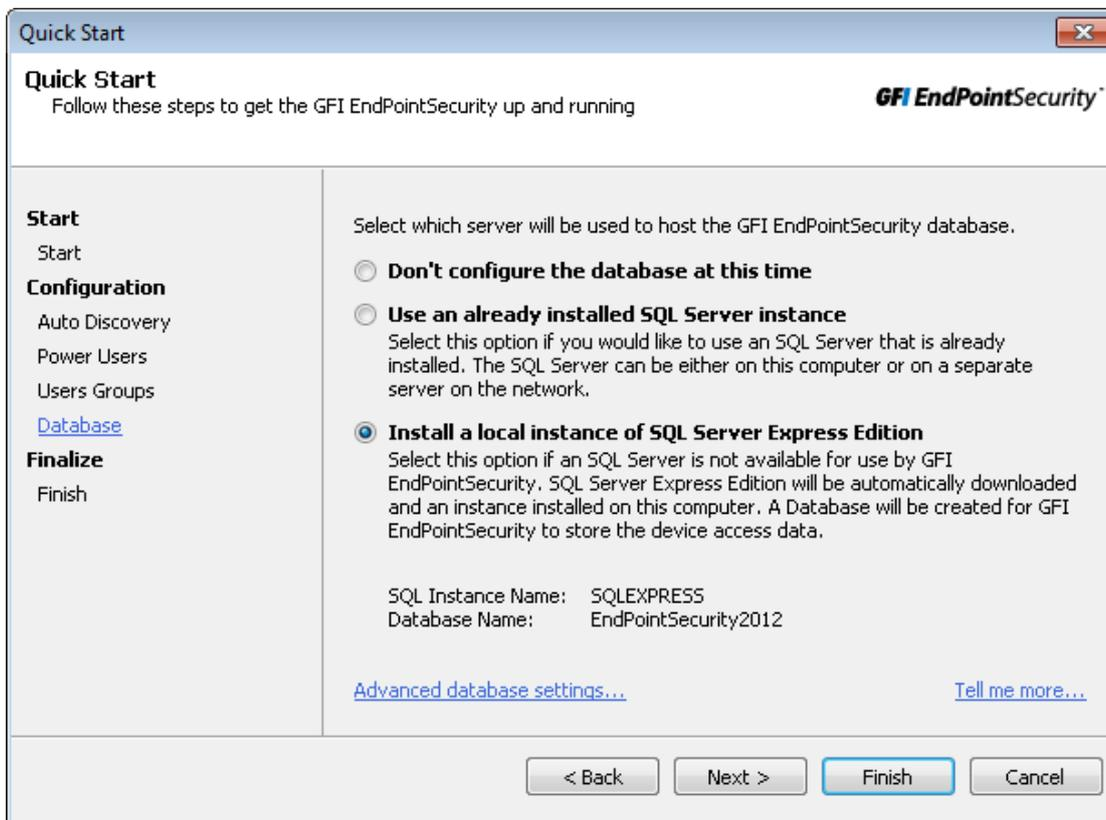 Quick Start
Quick Start
Follow these steps to get the GFI EndPointSecurity up and running
GFI EndPointSecurity
Start
Start
Configuration
Auto Discovery
Power Users
Users Groups
Database
Finalize
Finish
Select which server will be used to host the GFI EndPointSecurity database.
Don't configure the database at this time
Use an already installed SQL Server instance
Select this option if you would like to use an SQL Server that is already
installed. The SQL Server can be either on this computer or on a separate
server on the network.
Install a local instance of SQL Server Express Edition
Select this option if an SQL Server is not available for use by GFI
EndPointSecurity. SQL Server Express Edition will be automatically downloaded
and an instance installed on this computer. A Database will be created for GFI
EndPointSecurity to store the device access data.
SQL Instance Name: SQLEXPRESS
Database Name: EndPointSecurity2012
Advanced database settings... Tell me more...
< Back Next > Finish Cancel